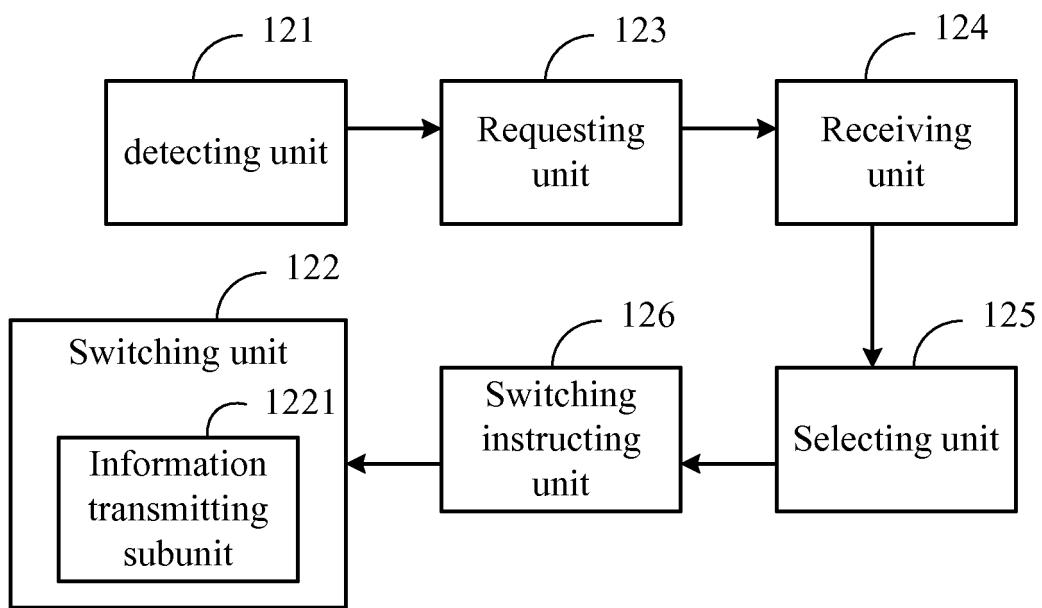 121
123
124
detecting unit
Requesting
unit
Receiving
unit
122
126
125
Switching unit
1221
Information
transmitting
subunit
Switching
instructing
unit
Selecting unit